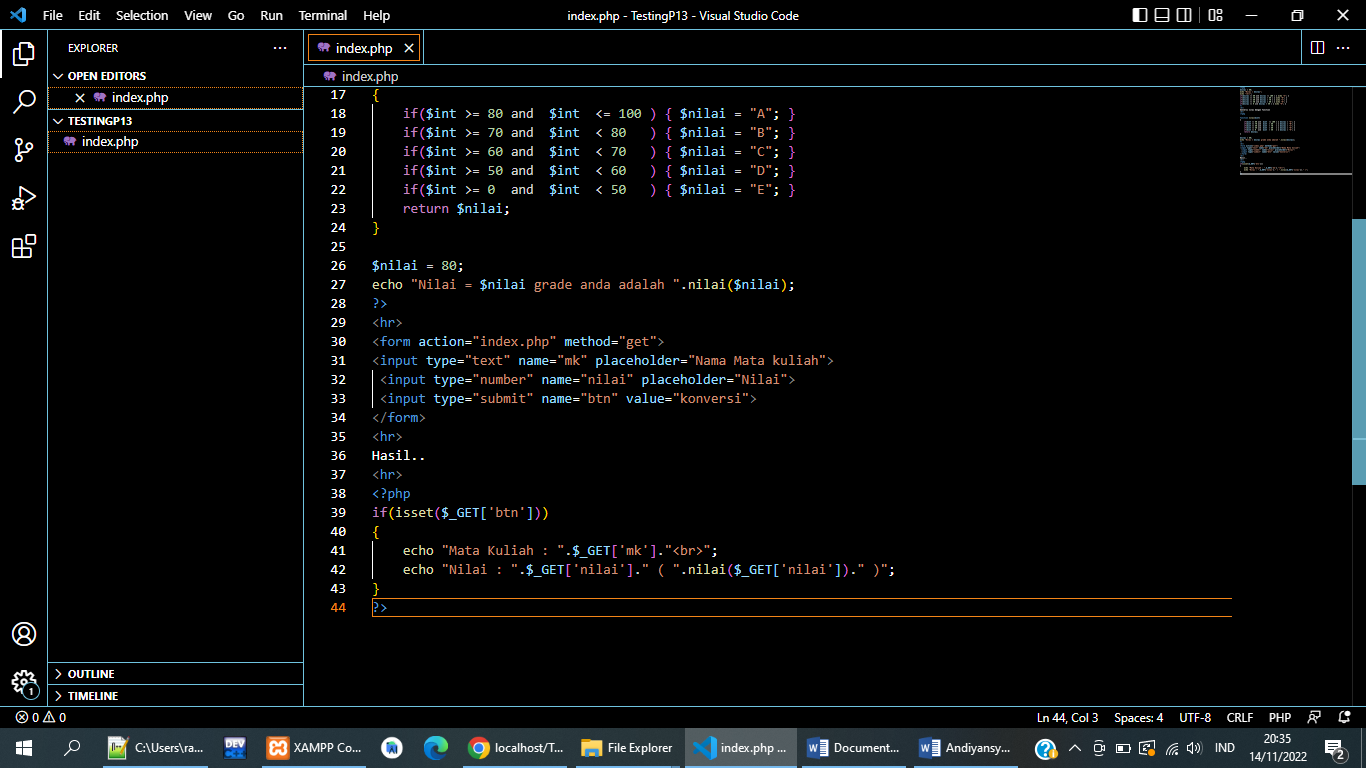 File Edit Selection View Go Run Terminal Help
index.php - TestingP13 - Visual Studio Code
EXPLORER
OPEN EDITORS
index.php
TESTINGP13
index.php
OUTLINE
TIMELINE
index.php
index.php
17 {
18     if($int >= 80 and  $int  <= 100 ) { $nilai = "A"; }
19     if($int >= 70 and  $int  < 80   ) { $nilai = "B"; }
20     if($int >= 60 and  $int  < 70   ) { $nilai = "C"; }
21     if($int >= 50 and  $int  < 60   ) { $nilai = "D"; }
22     if($int >= 0  and  $int  < 50   ) { $nilai = "E"; }
23     return $nilai;
24 }
25
26 $nilai = 80;
27 echo "Nilai = $nilai grade anda adalah ".nilai($nilai);
28 ?>
29 <hr>
30 <form action="index.php" method="get">
31 <input type="text" name="mk" placeholder="Nama Mata kuliah">
32  <input type="number" name="nilai" placeholder="Nilai">
33  <input type="submit" name="btn" value="konversi">
34 </form>
35 <hr>
36 Hasil..
37 <hr>
38 <?php
39 if(isset($_GET['btn']))
40 {
41     echo "Mata Kuliah : ".$_GET['mk']."<br>";
42     echo "Nilai : ".$_GET['nilai']." ( ".nilai($_GET['nilai'])." )";
43 }
44 ?>
1
0 0
Ln 44, Col 3 Spaces: 4 UTF-8 CRLF PHP
C:\Users\ra...
DEV
XAMPP Co...
localhost/T...
File Explorer
index.php ...
Document...
Andiyansy...
IND
20:35
14/11/2022
2